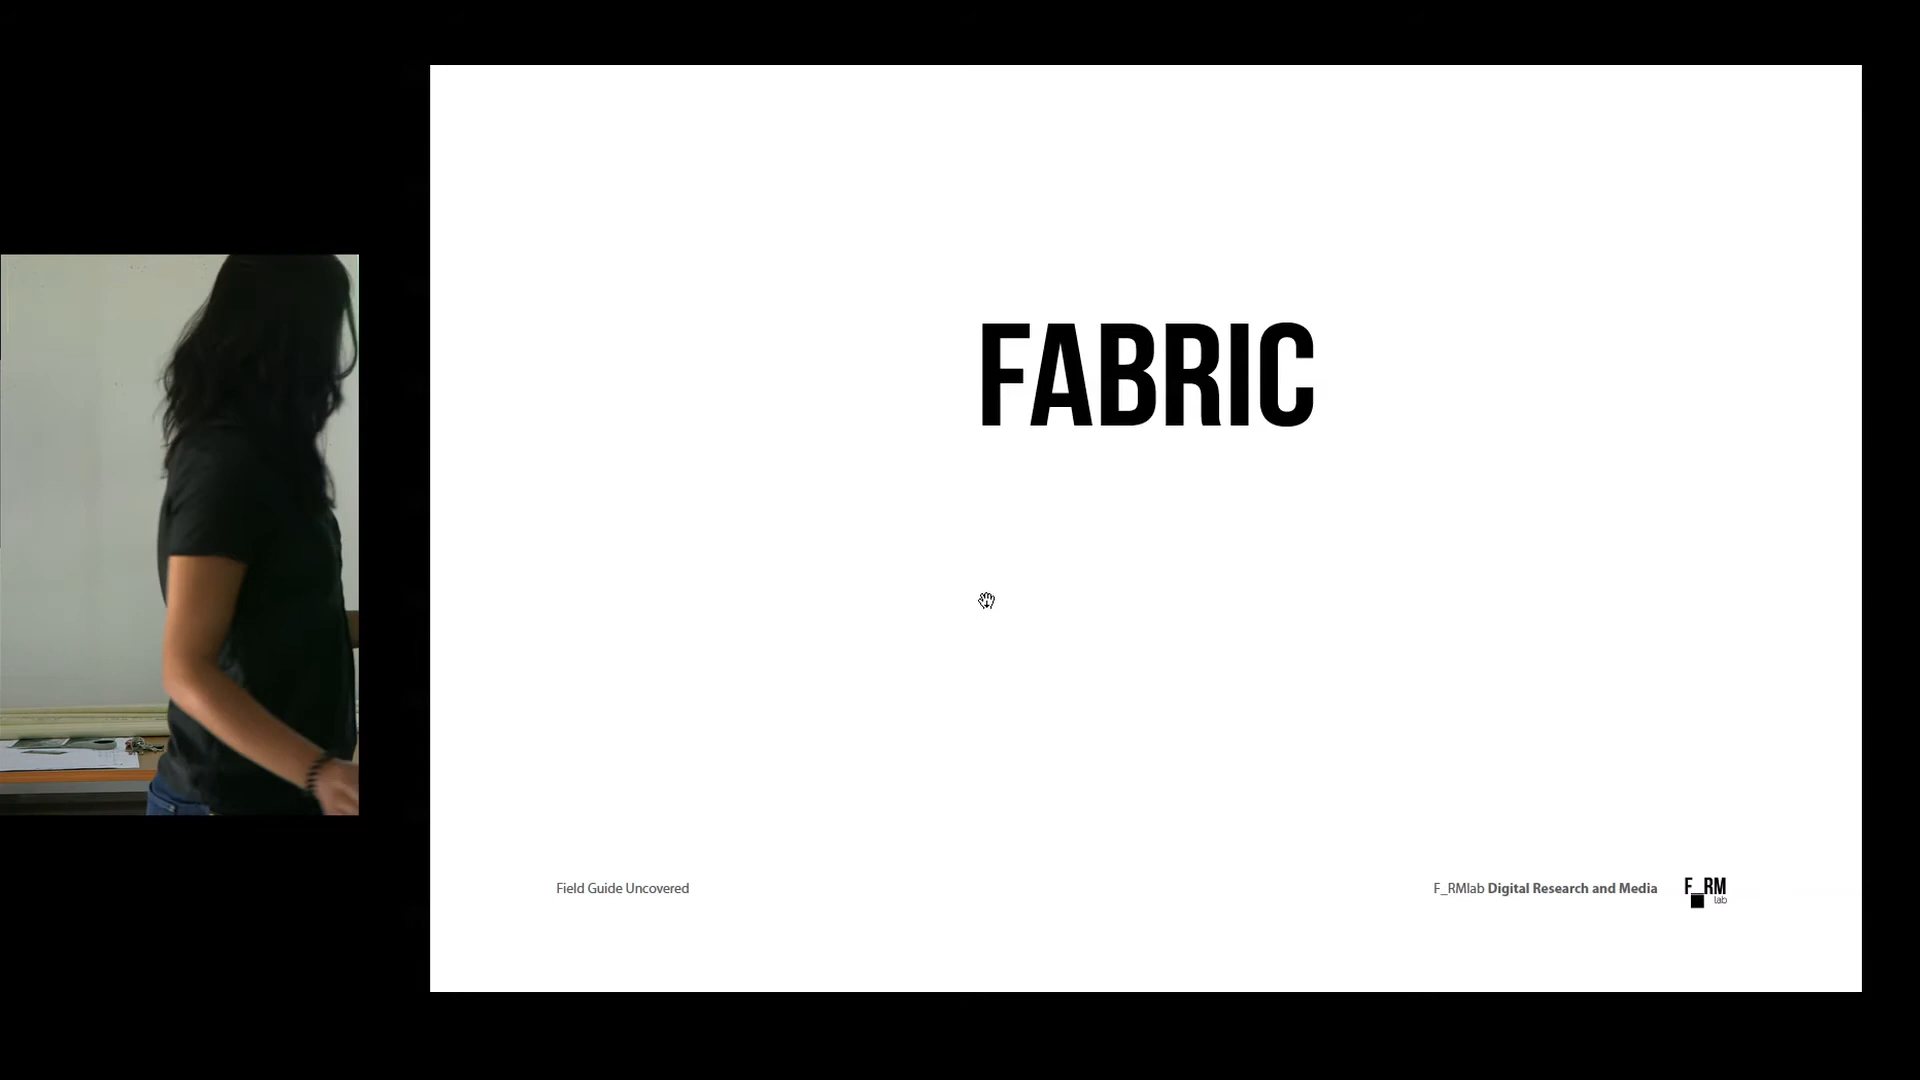 FABRIC
Field Guide Uncovered
F_RMlab Digital Research and Media
F_RM
lab